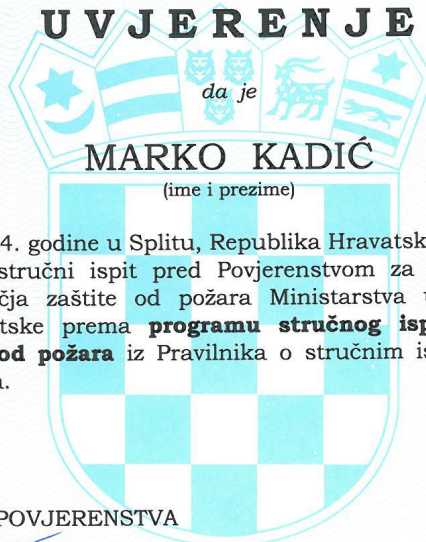 UVJERENJE
da je
MARKO KADIĆ
(ime i prezime)
4. godine u Splitu, Republika Hravatsk
stručni ispit pred Povjerenstvom za
čja zaštite od požara Ministarstva u
tske prema programu stručnog isp
od požara iz Pravilnika o stručnim is
a.
POVJERENSTVA